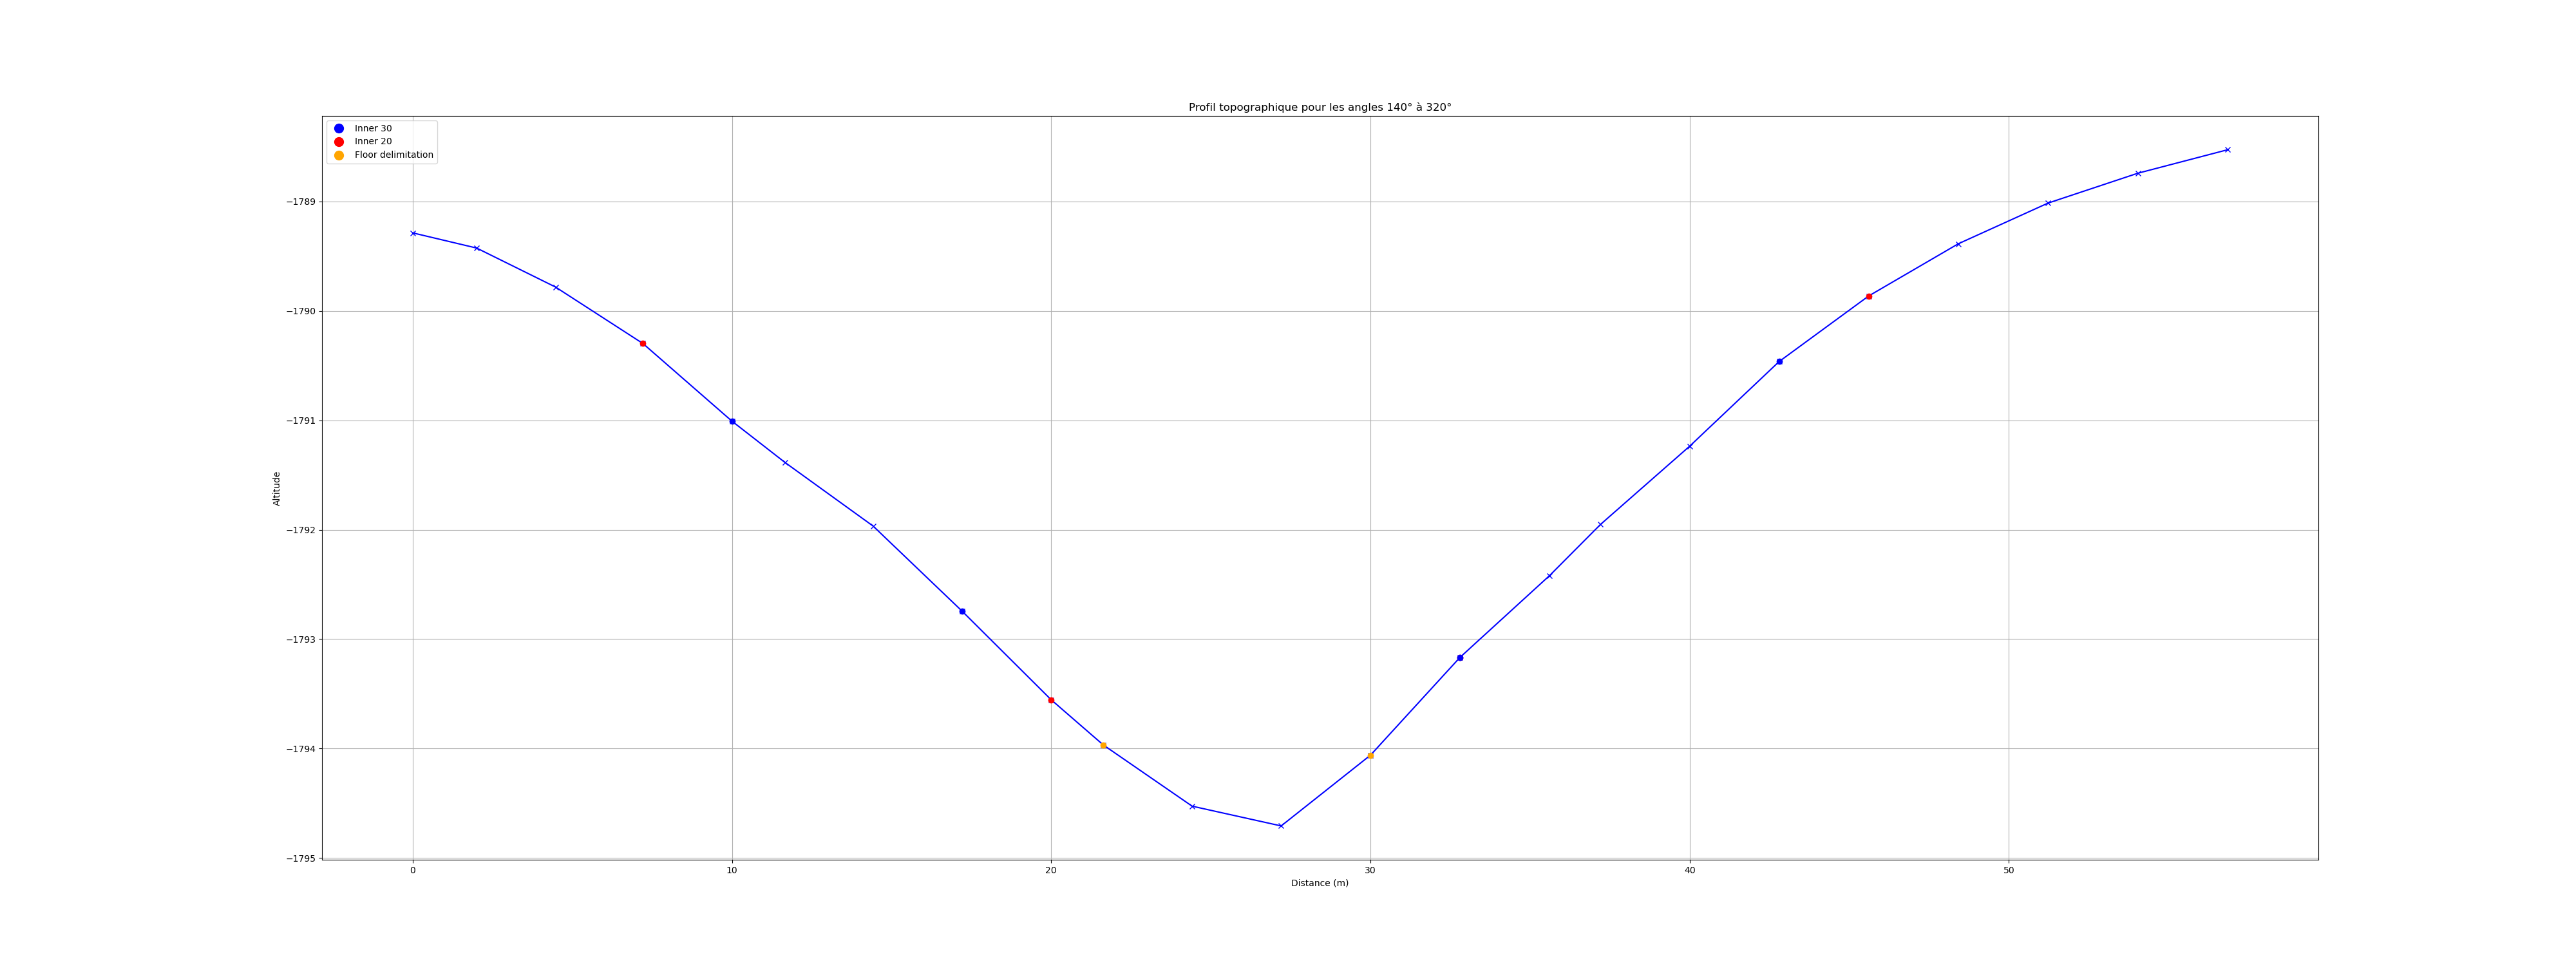 Profil topographique pour les angles 140° à 320°
Inner 30
Inner 20
Floor delimitation
−1789
−1790
−1791
−1792
−1793
−1794
−1795
Altitude
0 10 20 30 40 50
Distance (m)